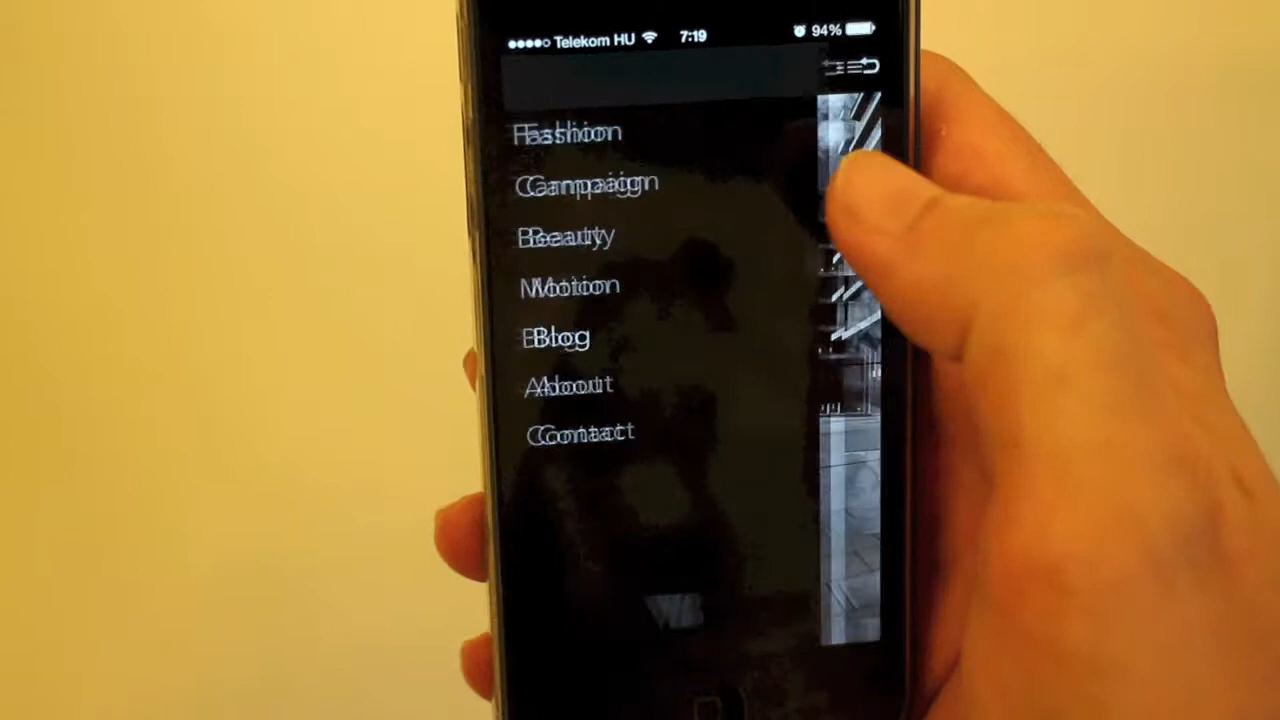 Telekom HU 7:19 94%
Fashion
Campaign
Beauty
Motion
Blog
About
Contact